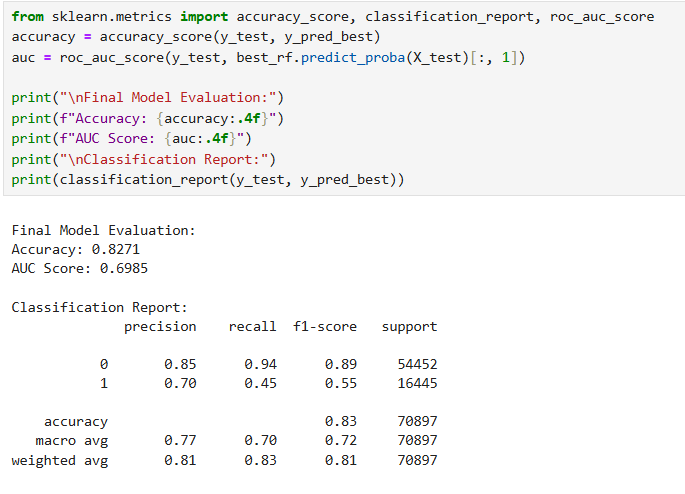 from sklearn.metrics import accuracy_score, classification_report, roc_auc_score
accuracy = accuracy_score(y_test, y_pred_best)
auc = roc_auc_score(y_test, best_rf.predict_proba(X_test)[:, 1])
print("\nFinal Model Evaluation:")
print(f"Accuracy: {accuracy:.4f}")
print(f"AUC Score: {auc:.4f}")
print("\nClassification Report:")
print(classification_report(y_test, y_pred_best))
Final Model Evaluation:
Accuracy: 0.8271
AUC Score: 0.6985
Classification Report:
precision recall f1-score support
0 0.85 0.94 0.89 54452
1 0.70 0.45 0.55 16445
accuracy 0.83 70897
macro avg 0.77 0.70 0.72 70897
weighted avg 0.81 0.83 0.81 70897